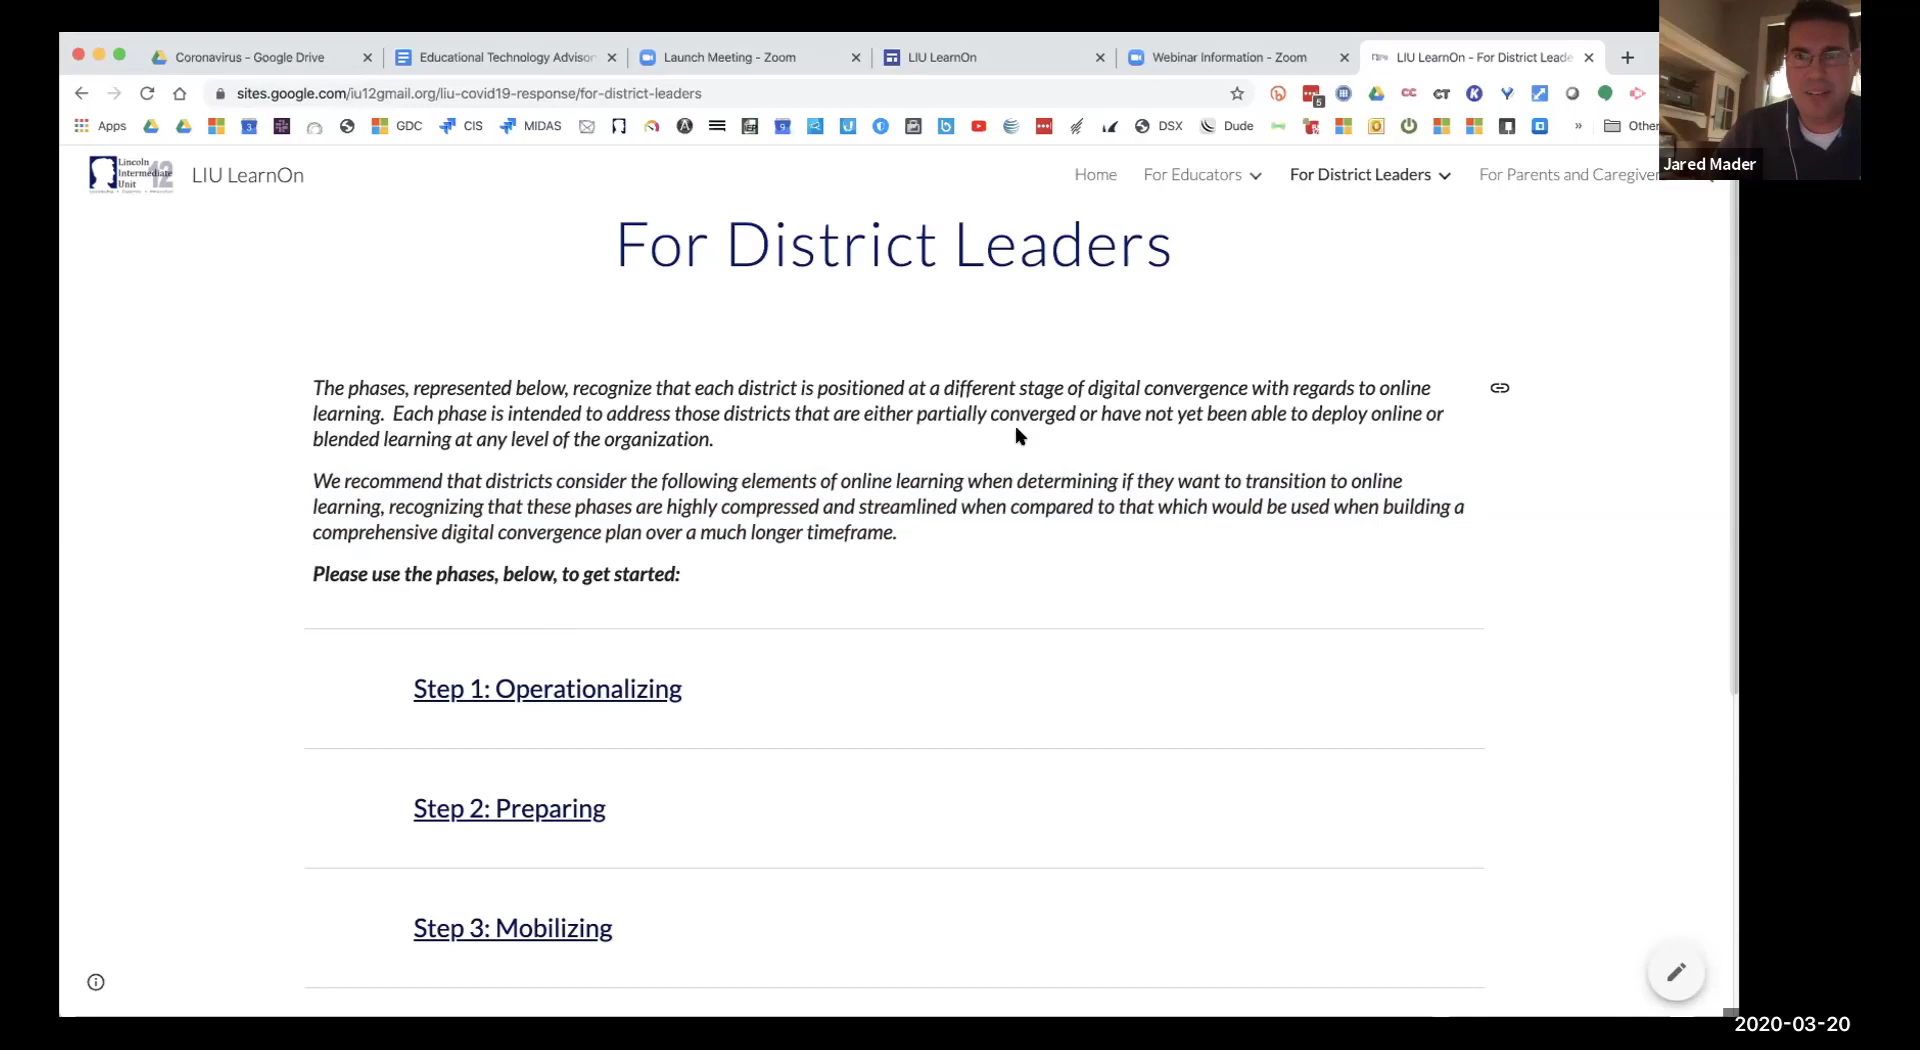 Coronavirus - Google Drive
Educational Technology Advisor
Launch Meeting - Zoom
LIU LearnOn
Webinar Information - Zoom
LIU LearnOn - For District Leade
sites.google.com/iu12gmail.org/liu-covid19-response/for-district-leaders
5
CC
GT
K
Apps
3
GDC
CIS
MIDAS
9
DSX
Dude
»
Other
Jared Mader
Lincoln
Intermediate
Unit
12
LIU LearnOn
Home
For Educators
For District Leaders
For Parents and Caregiver
For District Leaders
The phases, represented below, recognize that each district is positioned at a different stage of digital convergence with regards to online
learning.  Each phase is intended to address those districts that are either partially converged or have not yet been able to deploy online or
blended learning at any level of the organization.
We recommend that districts consider the following elements of online learning when determining if they want to transition to online
learning, recognizing that these phases are highly compressed and streamlined when compared to that which would be used when building a
comprehensive digital convergence plan over a much longer timeframe.
Please use the phases, below, to get started:
Step 1: Operationalizing
Step 2: Preparing
Step 3: Mobilizing
2020-03-20